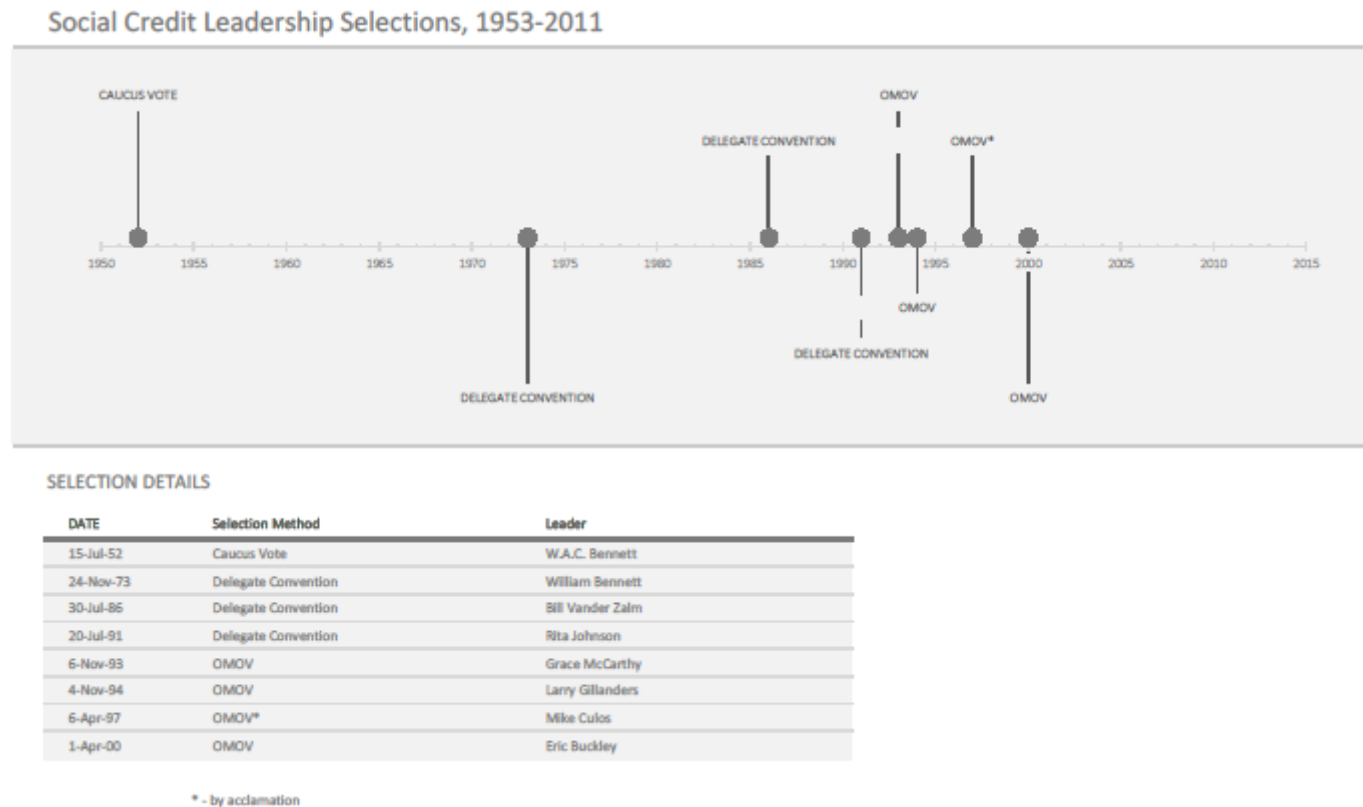 Social Credit Leadership Selections, 1953-2011
CAUCUS VOTE
OMOV
DELEGATE CONVENTION
OMOV*
1950 1955 1960 1965 1970 1975 1980 1985 1990 1995 2000 2005 2010 2015
OMOV
DELEGATE CONVENTION
DELEGATE CONVENTION
OMOV
SELECTION DETAILS
DATE Selection Method Leader
15-Jul-52 Caucus Vote W.A.C. Bennett
24-Nov-73 Delegate Convention William Bennett
30-Jul-86 Delegate Convention Bill Vander Zalm
20-Jul-91 Delegate Convention Rita Johnson
6-Nov-93 OMOV Grace McCarthy
4-Nov-94 OMOV Larry Gillanders
6-Apr-97 OMOV* Mike Culos
1-Apr-00 OMOV Eric Buckley
* - by acclamation